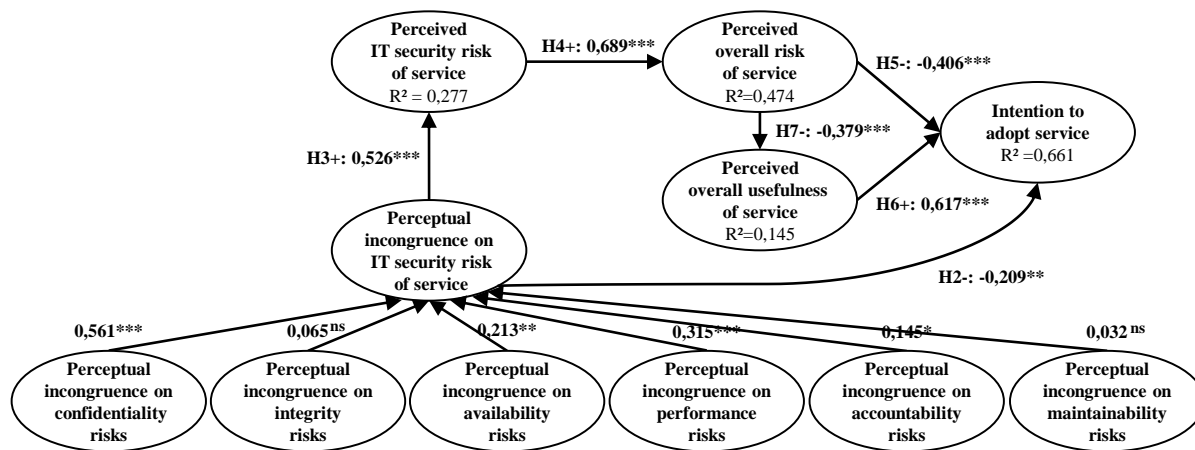 Perceived
IT security risk
of service
R² = 0,277
H4+: 0,689***
Perceived
overall risk
of service
R²=0,474
H5-: -0,406***
Intention to
adopt service
R² =0,661
H7-: -0,379***
H3+: 0,526***
Perceived
overall usefulness
of service
R²=0,145
H6+: 0,617***
Perceptual
incongruence on
IT security risk
of service
H2-: -0,209**
0,561***
0,065ns
0,213**
0,315***
0,145*
0,032ns
Perceptual
incongruence on
confidentiality
risks
Perceptual
incongruence on
integrity
risks
Perceptual
incongruence on
availability
risks
Perceptual
incongruence on
performance
risks
Perceptual
incongruence on
accountability
risks
Perceptual
incongruence on
maintainability
risks